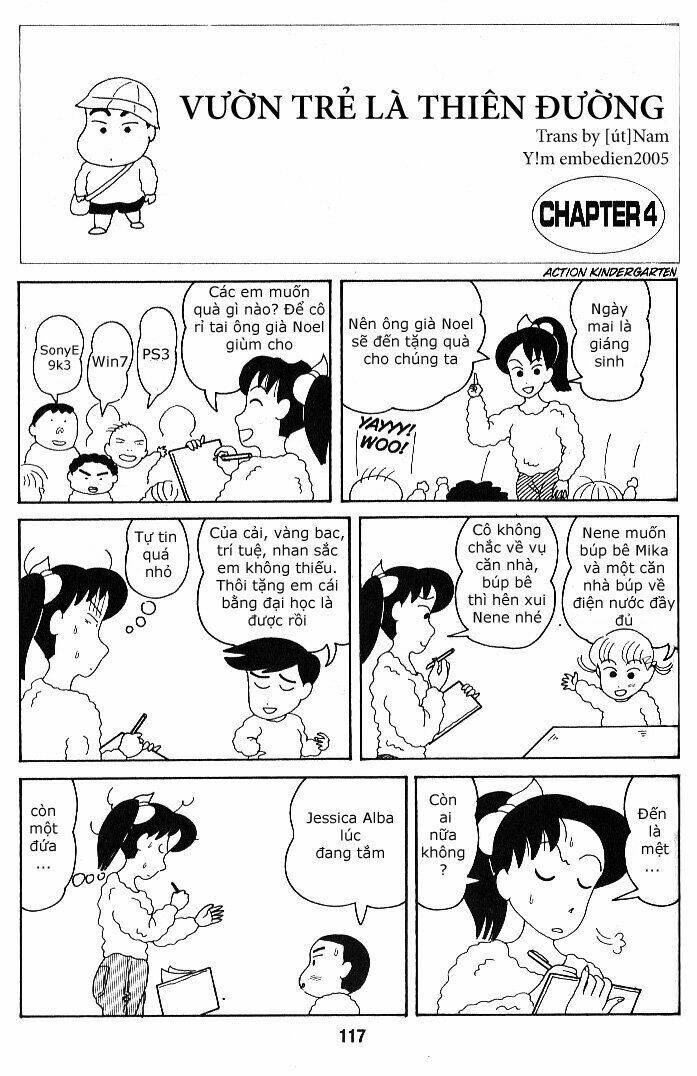 VƯỜN TRẺ LÀ THIÊN ĐƯỜNG
Trans by [út]Nam
Y!m embedien2005
CHAPTER 4
ACTION KINDERGARTEN
Ngày
mai là
giáng
sinh
Nên ông già Noel
sẽ đến tặng quà
cho chúng ta
YAYYY!
WOO!
Các em muốn
quà gì nào? Để cô
rỉ tai ông già Noel
giùm cho
PS3
Win7
SonyE
9k3
Nene muốn
búp bê Mika
và một căn
nhà búp về
điện nước đầy
đủ
Cô không
chắc về vụ
căn nhà,
búp bê
thì hên xui
Nene nhé
Của cải, vàng bac,
trí tuệ, nhan sắc
em không thiếu.
Thôi tặng em cái
bằng đại học là
được rồi
Tự tin
quá
nhỏ
Đến
là
mệt
...
Còn
ai
nữa
không
?
Jessica Alba
lúc
đang tắm
còn
một
đứa
...
117